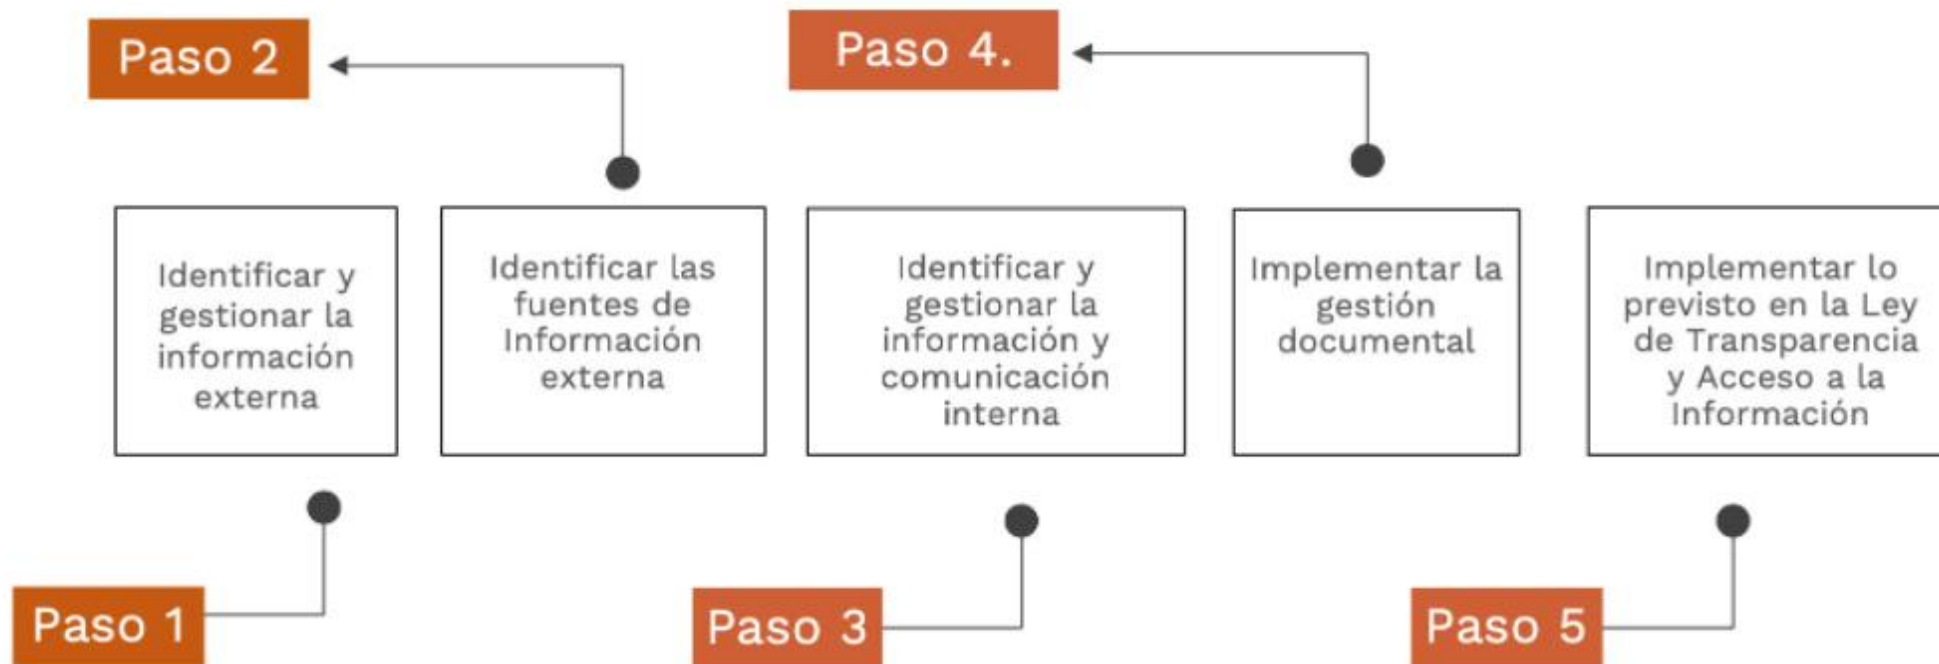 Paso 2
Paso 4.
Identificar y
gestionar la
información
externa
Identificar las
fuentes de
Información
externa
Identificar y
gestionar la
información y
comunicación
interna
Implementar la
gestión
documental
Implementar lo
previsto en la Ley
de Transparencia
y Acceso a la
Información
Paso 1
Paso 3
Paso 5